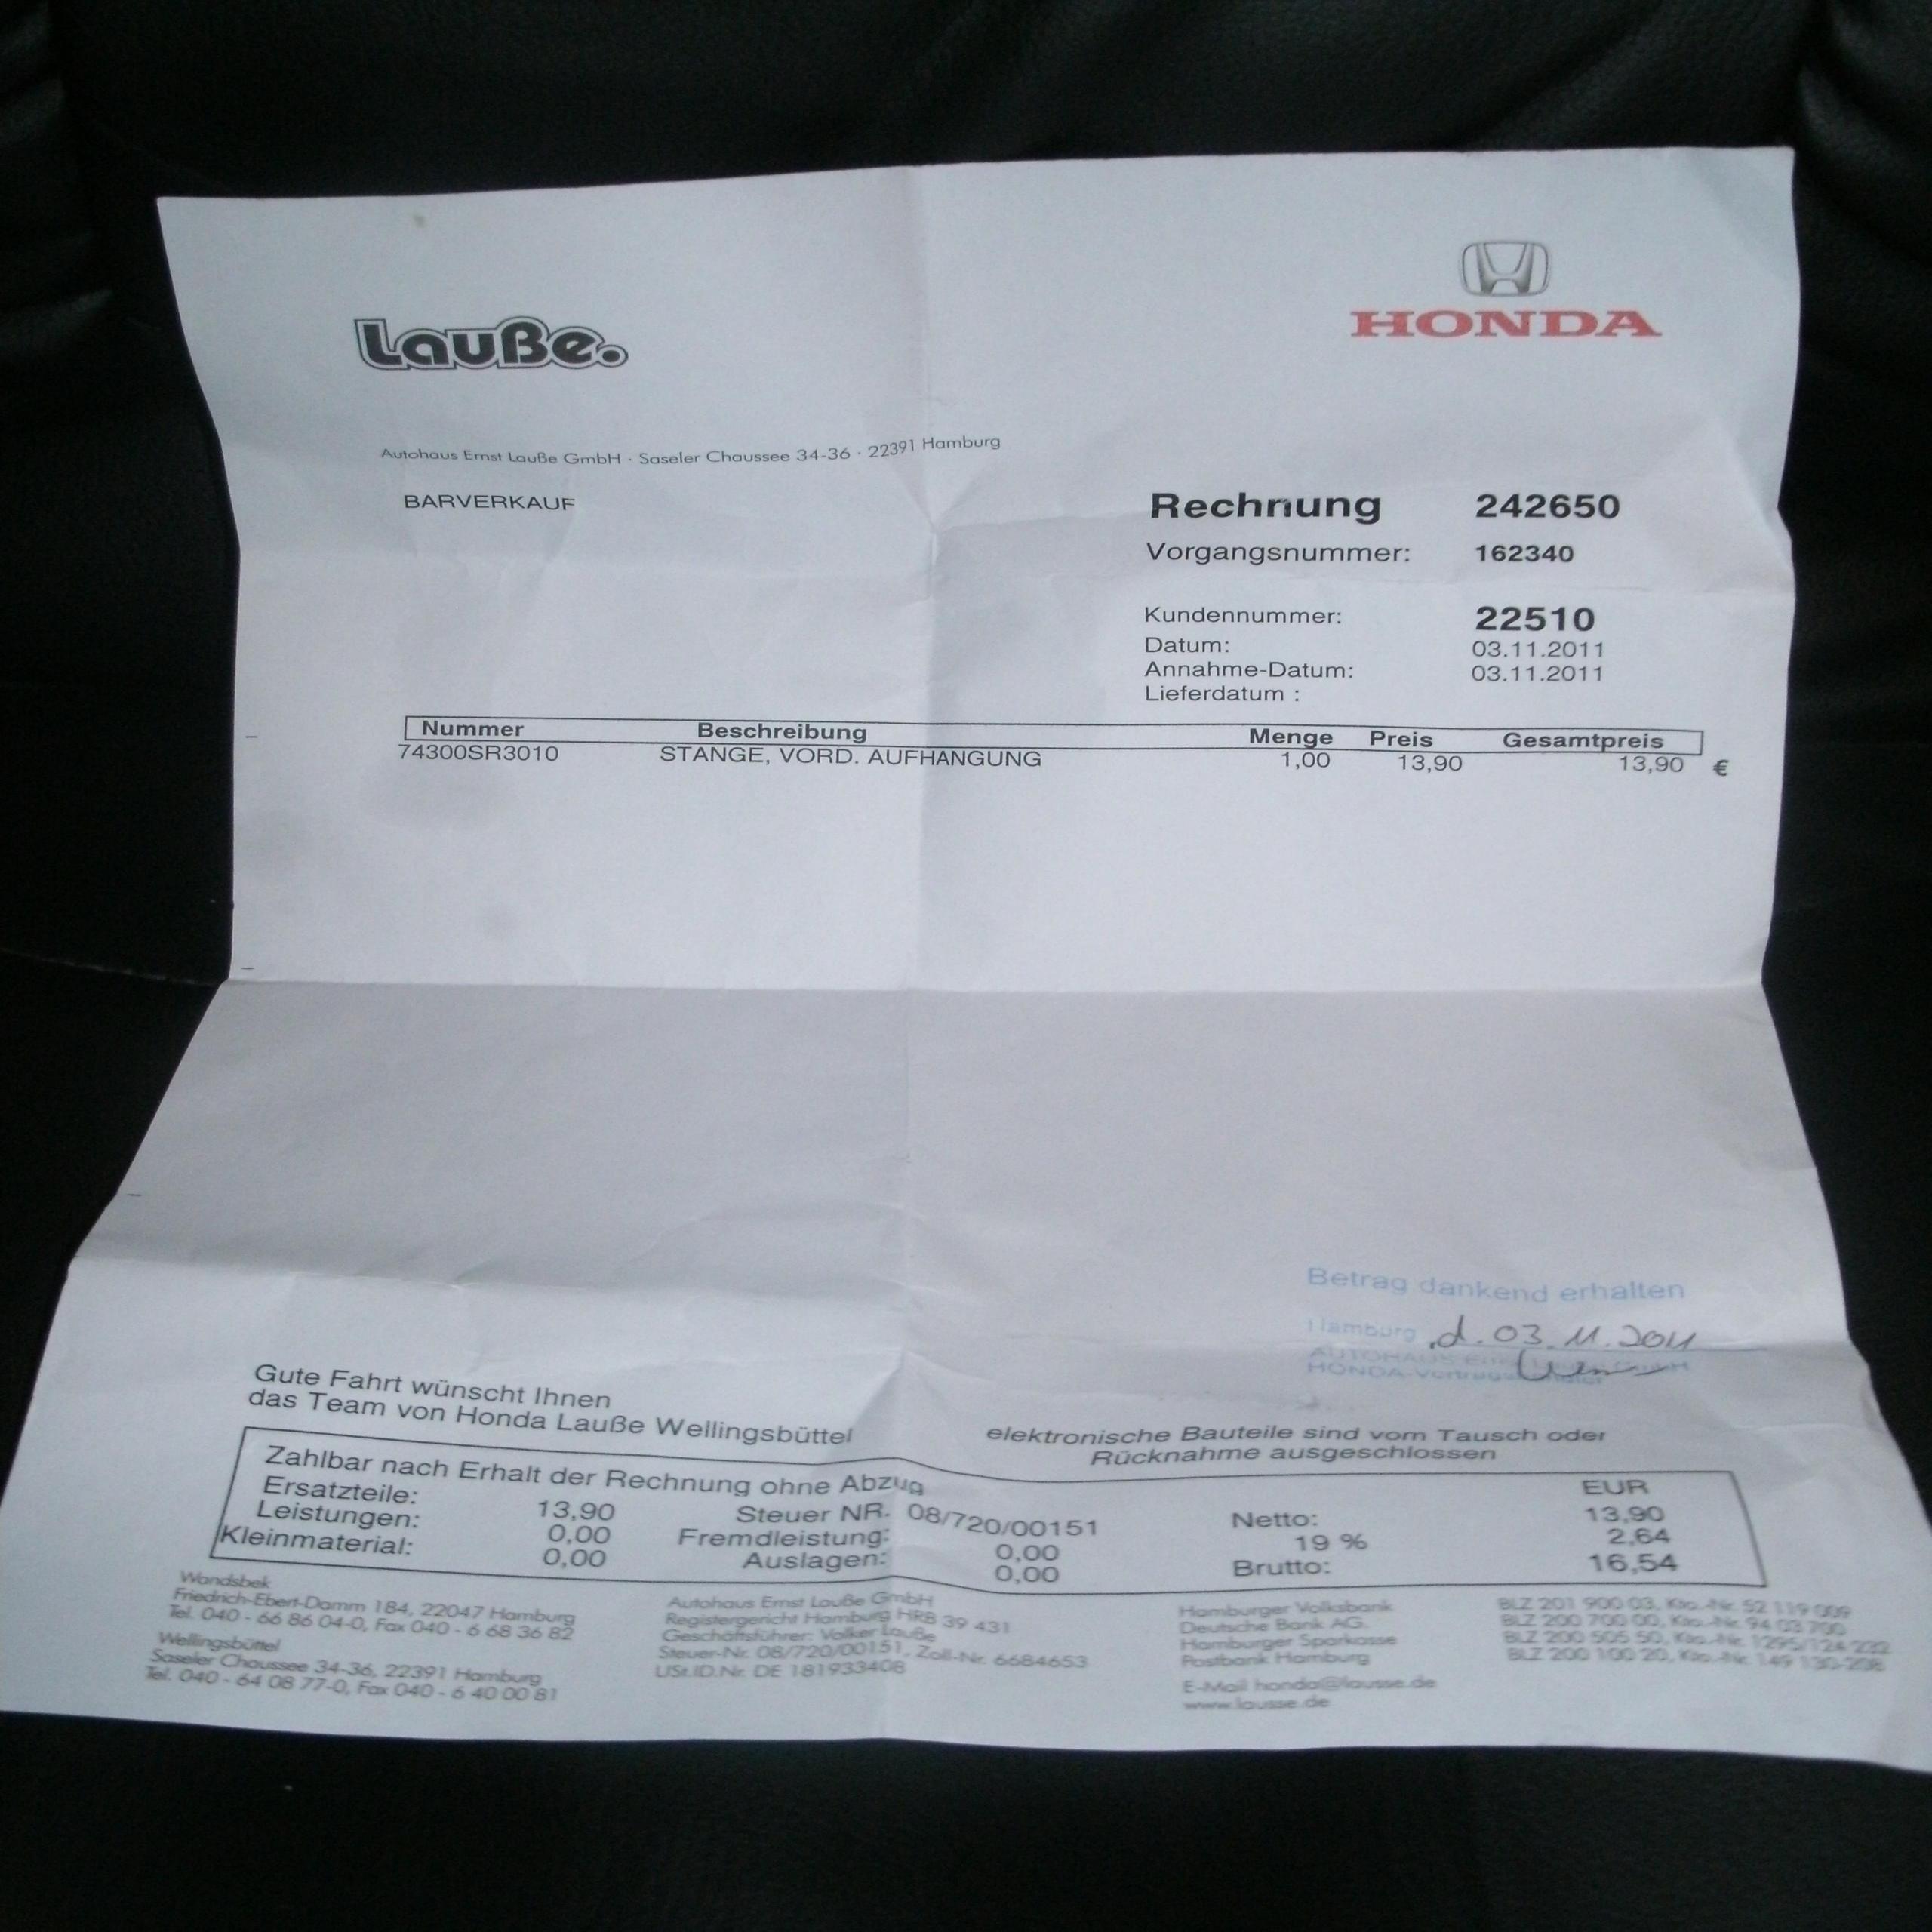 Lauße.
HONDA
Autohaus Ernst Lauße GmbH · Saseler Chaussee 34-36 · 22391 Hamburg
BARVERKAUF
Rechnung 242650
Vorgangsnummer: 162340
Kundennummer: 22510
Datum: 03.11.2011
Annahme-Datum: 03.11.2011
Lieferdatum :
Nummer Beschreibung Menge Preis Gesamtpreis
74300SR3010 STANGE, VORD. AUFHANGUNG 1,00 13,90 13,90 €
Betrag dankend erhalten
Hamburg ,d. 03.11.2011
AUTOHAUS GmbH
HONDA-Vertragshändler
Gute Fahrt wünscht Ihnen
das Team von Honda Lauße Wellingsbüttel
elektronische Bauteile sind vom Tausch oder
Rücknahme ausgeschlossen
Zahlbar nach Erhalt der Rechnung ohne Abzug EUR
Ersatzteile: 13,90 Steuer NR. 08/720/00151 Netto: 13,90
Leistungen: 0,00 Fremdleistung: 0,00 19 % 2,64
Kleinmaterial: 0,00 Auslagen: 0,00 Brutto: 16,54
Wandsbek
Friedrich-Ebert-Damm 184, 22047 Hamburg
Tel. 040 - 66 86 04-0, Fax 040 - 6 68 36 82
Wellingsbüttel
Saseler Chaussee 34-36, 22391 Hamburg
Tel. 040 - 64 08 77-0, Fax 040 - 6 40 00 81
Autohaus Ernst Lauße GmbH
Registergericht Hamburg HRB 39 431
Geschäftsführer: Volker Lauße
Steuer-Nr. 08/720/00151, Zoll-Nr. 6684653
USt.ID.Nr. DE 181933408
Hamburger Volksbank BLZ 201 900 03, Kto.-Nr. 52 119 009
Deutsche Bank AG. BLZ 200 700 00, Kto.-Nr. 94 03 700
Hamburger Sparkasse BLZ 200 505 50, Kto.-Nr. 1295/124 232
Postbank Hamburg BLZ 200 100 20, Kto.-Nr. 149 130-208
E-Mail honda@lausse.de
www.lausse.de